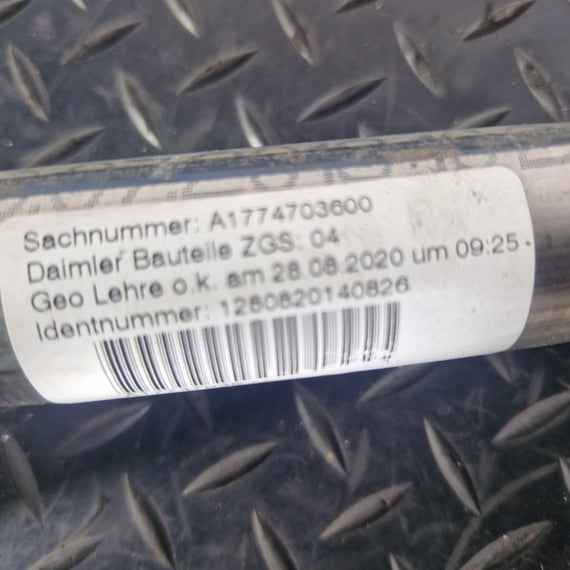 Sachnummer: A1774703600
Daimler Bauteile ZGS: 04
Geo Lehre o.k. am 28.08.2020 um 09:25
Identnummer: 1280820140826